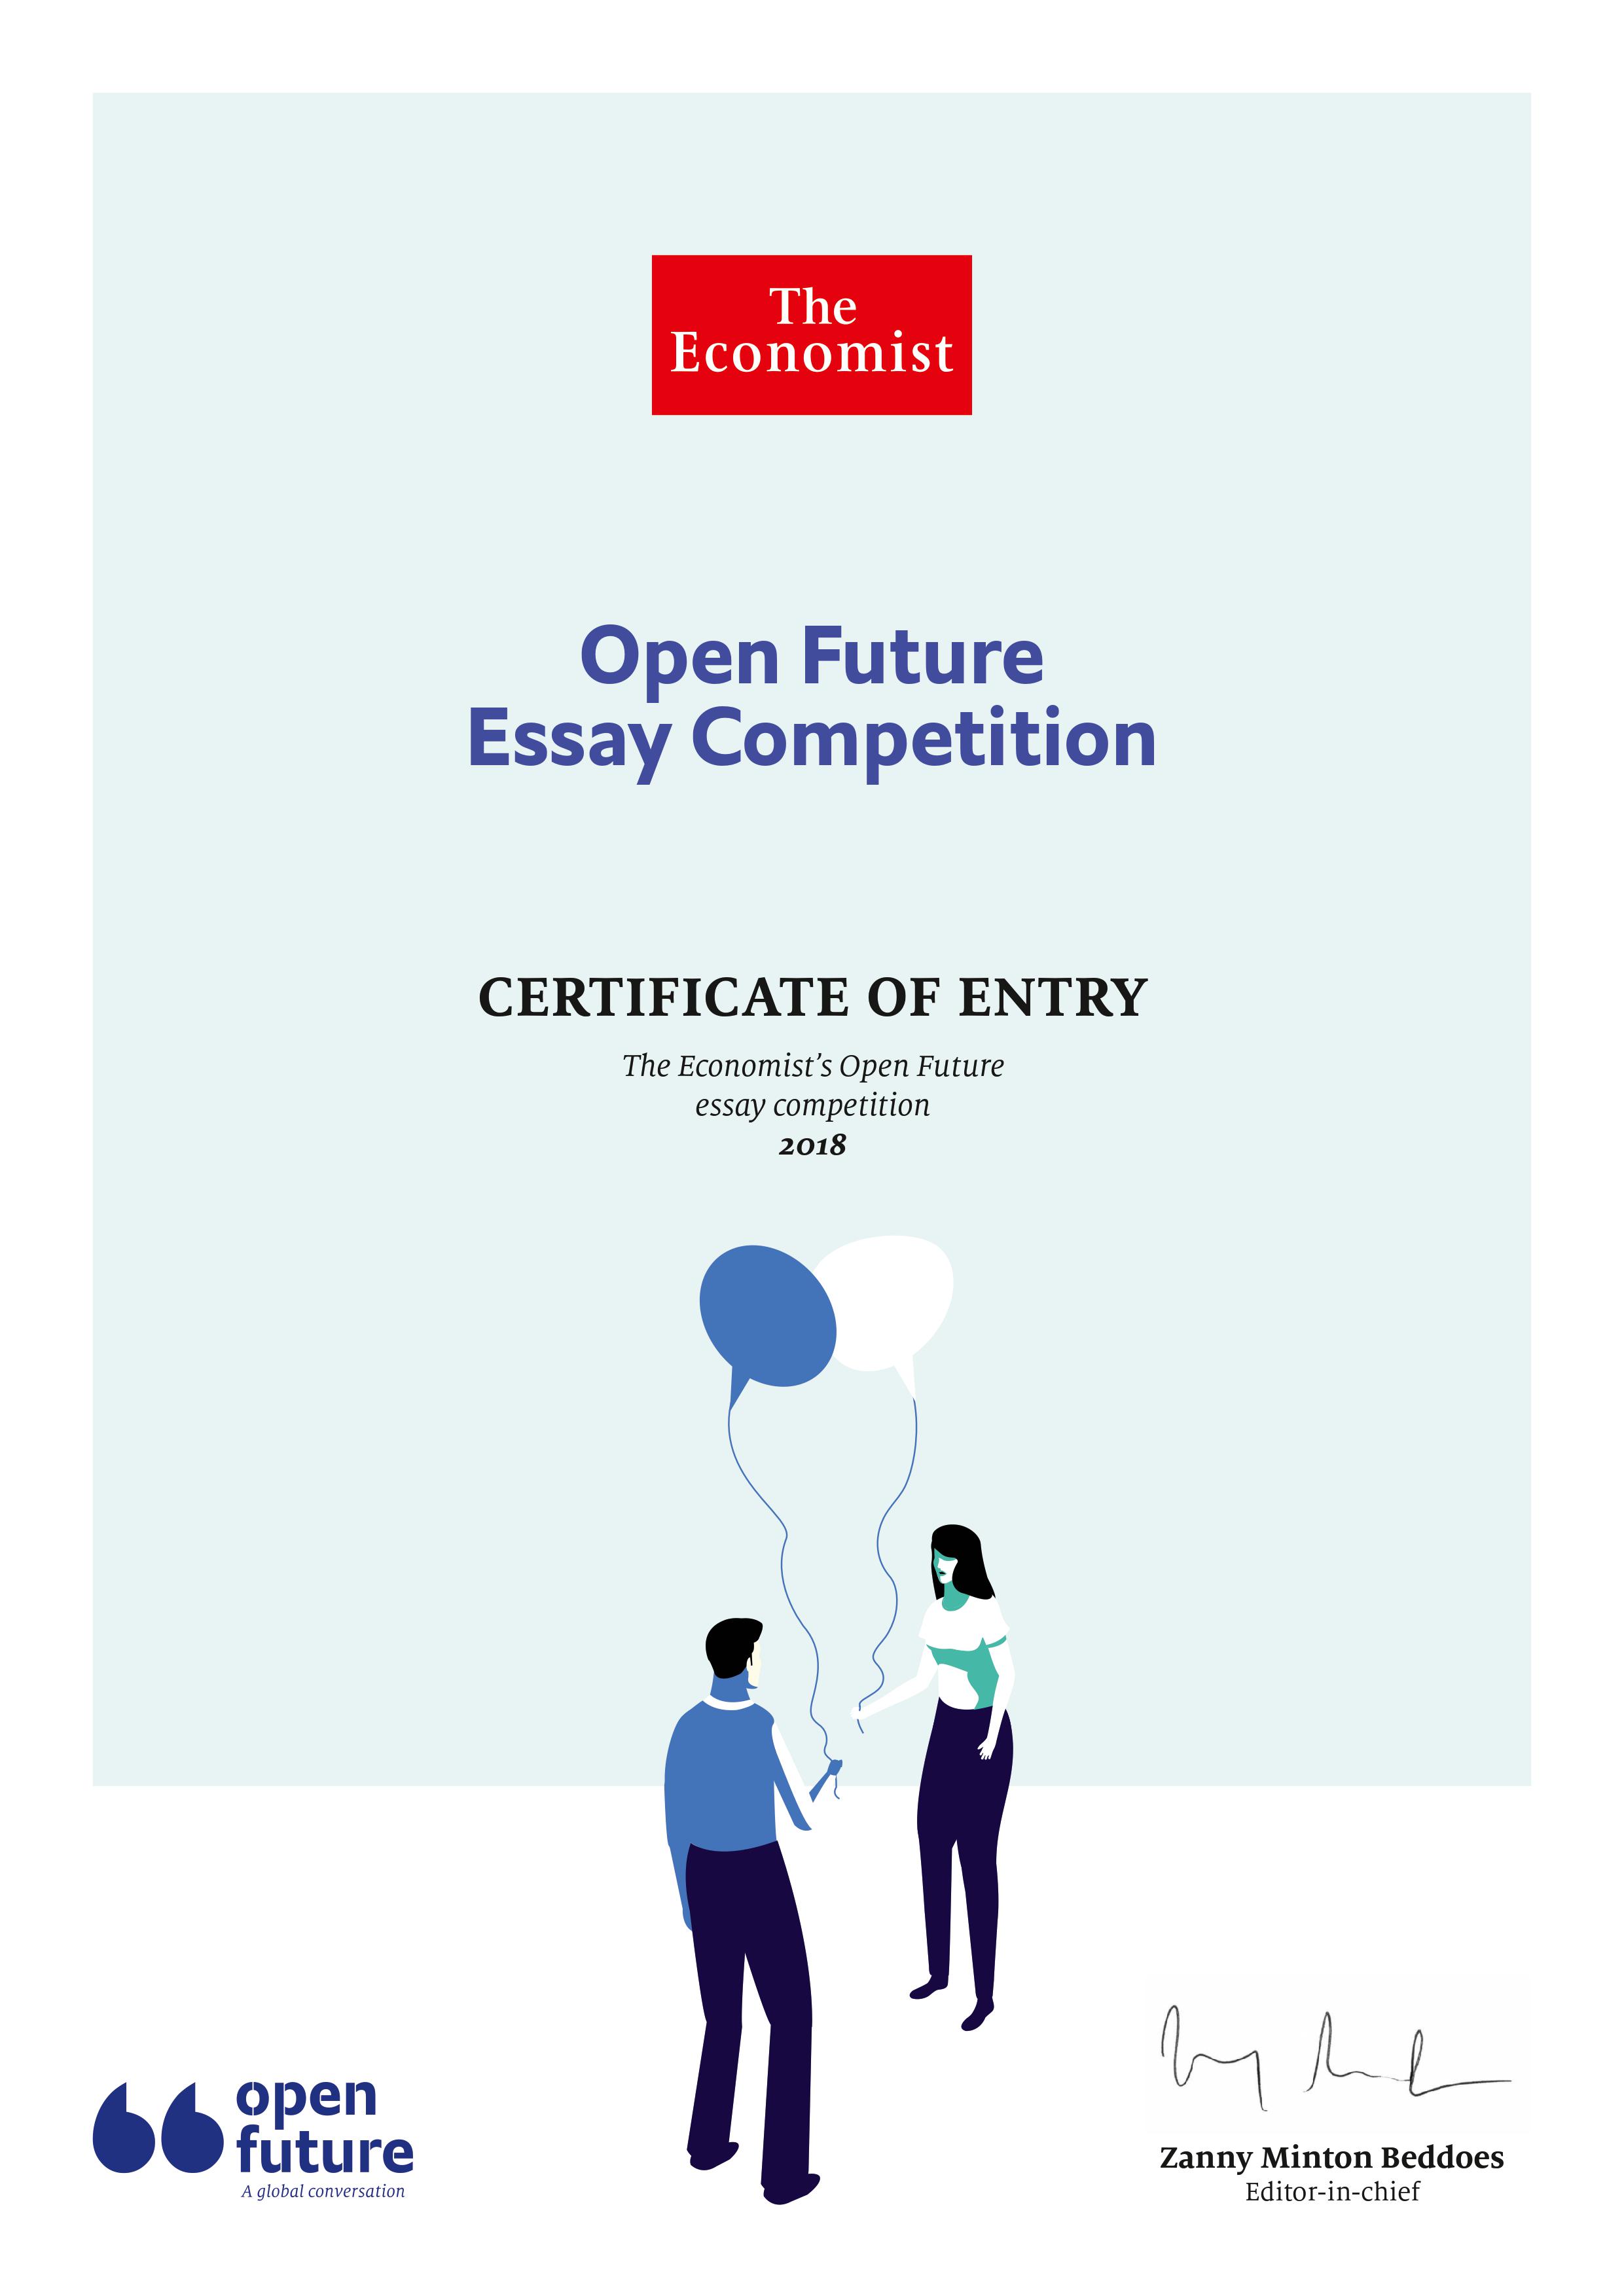 The
Economist
Open Future
Essay Competition
CERTIFICATE OF ENTRY
The Economist’s Open Future
essay competition
2018
open
future
A global conversation
Zanny Minton Beddoes
Editor-in-chief